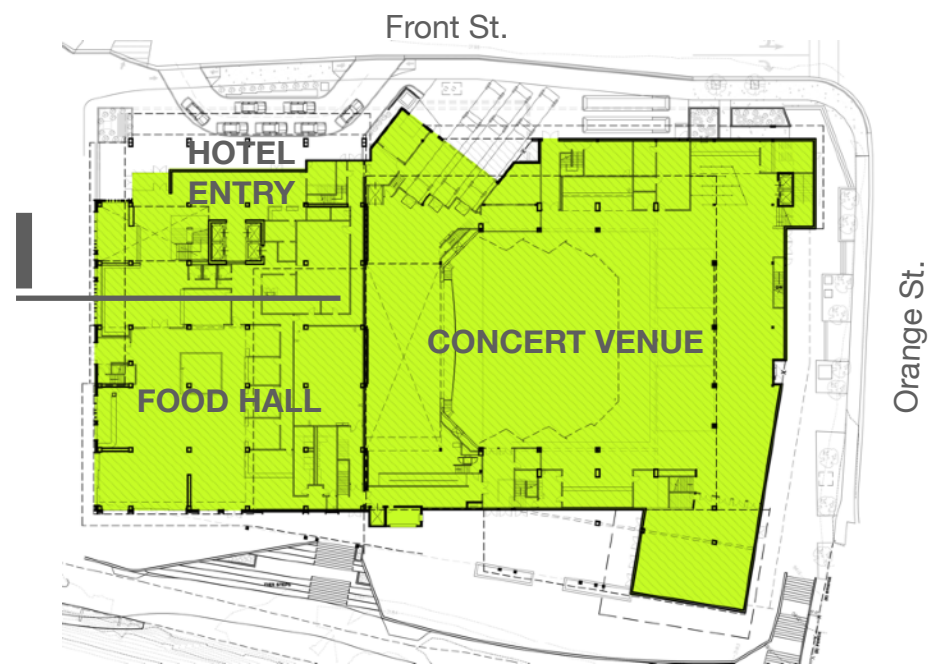 Front St.
HOTEL
ENTRY
CONCERT VENUE
FOOD HALL
Orange St.